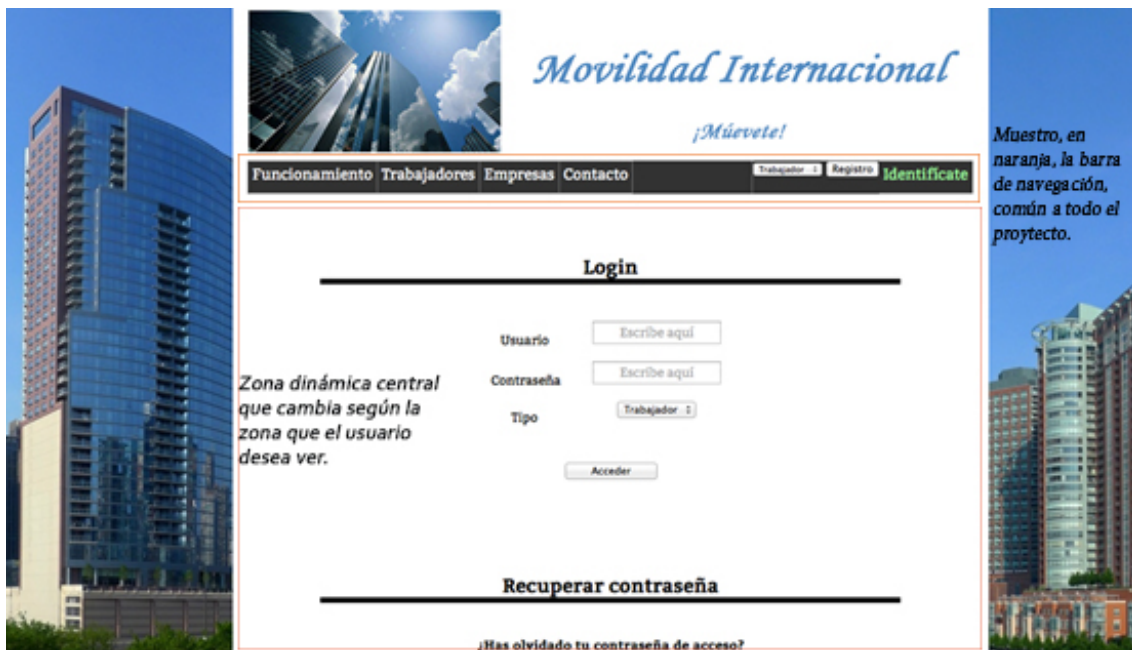 Movilidad Internacional
¡Múevete!
Funcionamiento Trabajadores Empresas Contacto Trabajador Registro Identifícate
Muestro, en
naranja, la barra
de navegación,
común a todo el
proytecto.
Login
Usuario Escribe aquí
Contraseña Escribe aquí
Tipo Trabajador
Zona dinámica central
que cambia según la
zona que el usuario
desea ver.
Acceder
Recuperar contraseña
¿Has olvidado tu contraseña de acceso?